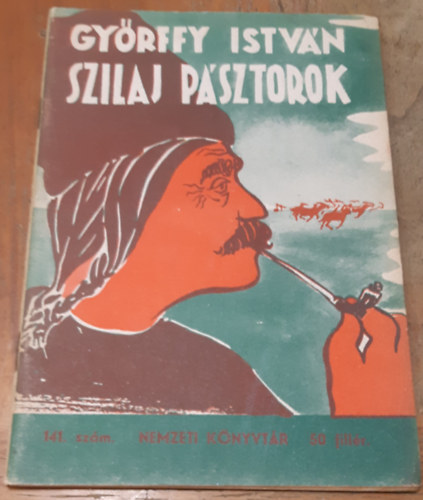 GYÖRFFY ISTVÁN
SZILAJ PÁSZTOROK
141. szám. NEMZETI KÖNYVTÁR 50 fillér.